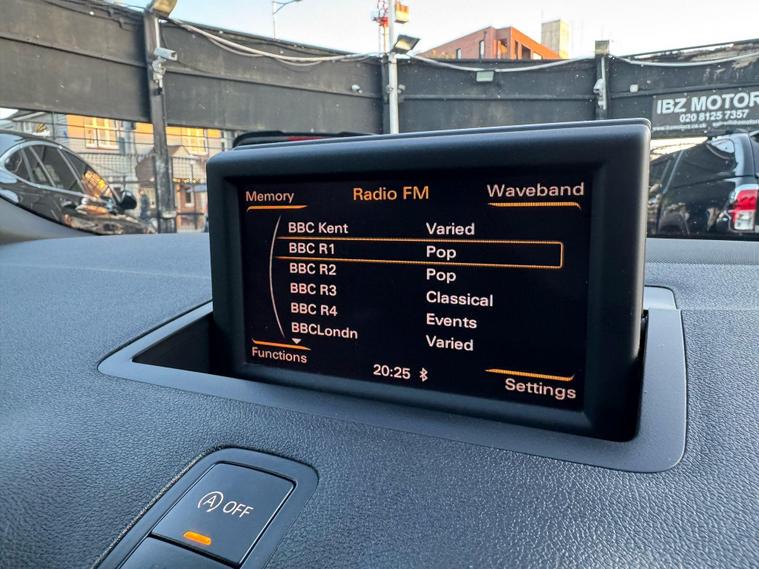 IBZ MOTOR
020 8125 7357
Memory Radio FM Waveband
BBC Kent Varied
BBC R1 Pop
BBC R2 Pop
BBC R3 Classical
BBC R4 Events
BBCLondn Varied
Functions
20:25
Settings
A OFF